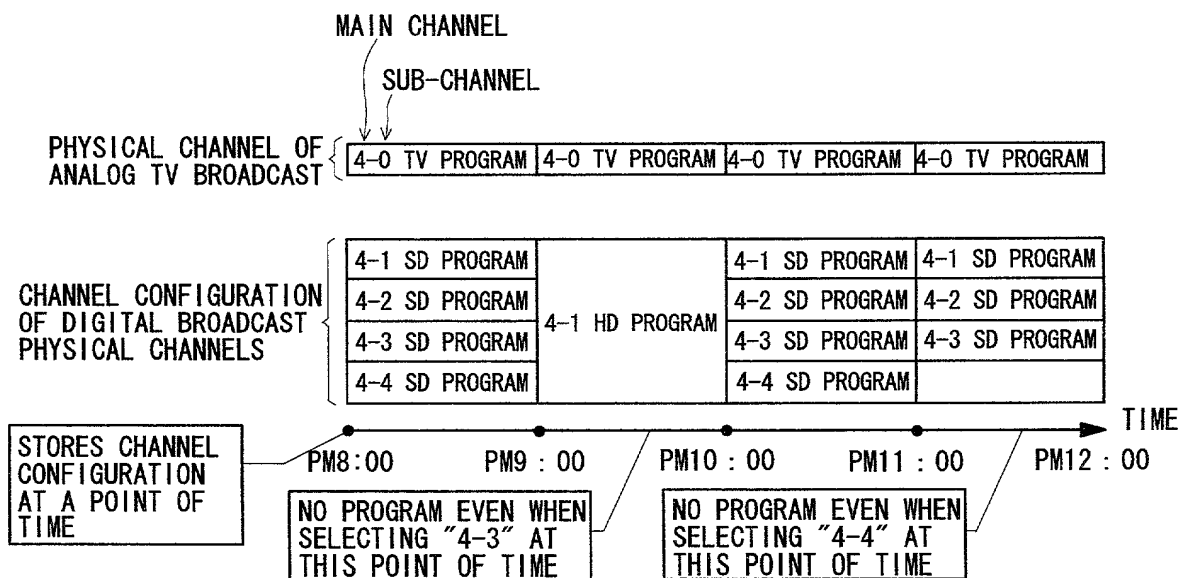 MAIN CHANNEL
SUB-CHANNEL
PHYSICAL CHANNEL OF
ANALOG TV BROADCAST
4-0 TV PROGRAM 4-0 TV PROGRAM 4-0 TV PROGRAM 4-0 TV PROGRAM
CHANNEL CONFIGURATION
OF DIGITAL BROADCAST
PHYSICAL CHANNELS
4-1 SD PROGRAM 4-1 SD PROGRAM 4-1 SD PROGRAM
4-2 SD PROGRAM 4-2 SD PROGRAM 4-2 SD PROGRAM
4-1 HD PROGRAM
4-3 SD PROGRAM 4-3 SD PROGRAM 4-3 SD PROGRAM
4-4 SD PROGRAM 4-4 SD PROGRAM
TIME
PM8:00 PM9 : 00 PM10 : 00 PM11 : 00 PM12 : 00
STORES CHANNEL
CONFIGURATION
AT A POINT OF
TIME
NO PROGRAM EVEN WHEN
SELECTING "4-3" AT
THIS POINT OF TIME
NO PROGRAM EVEN WHEN
SELECTING "4-4" AT
THIS POINT OF TIME